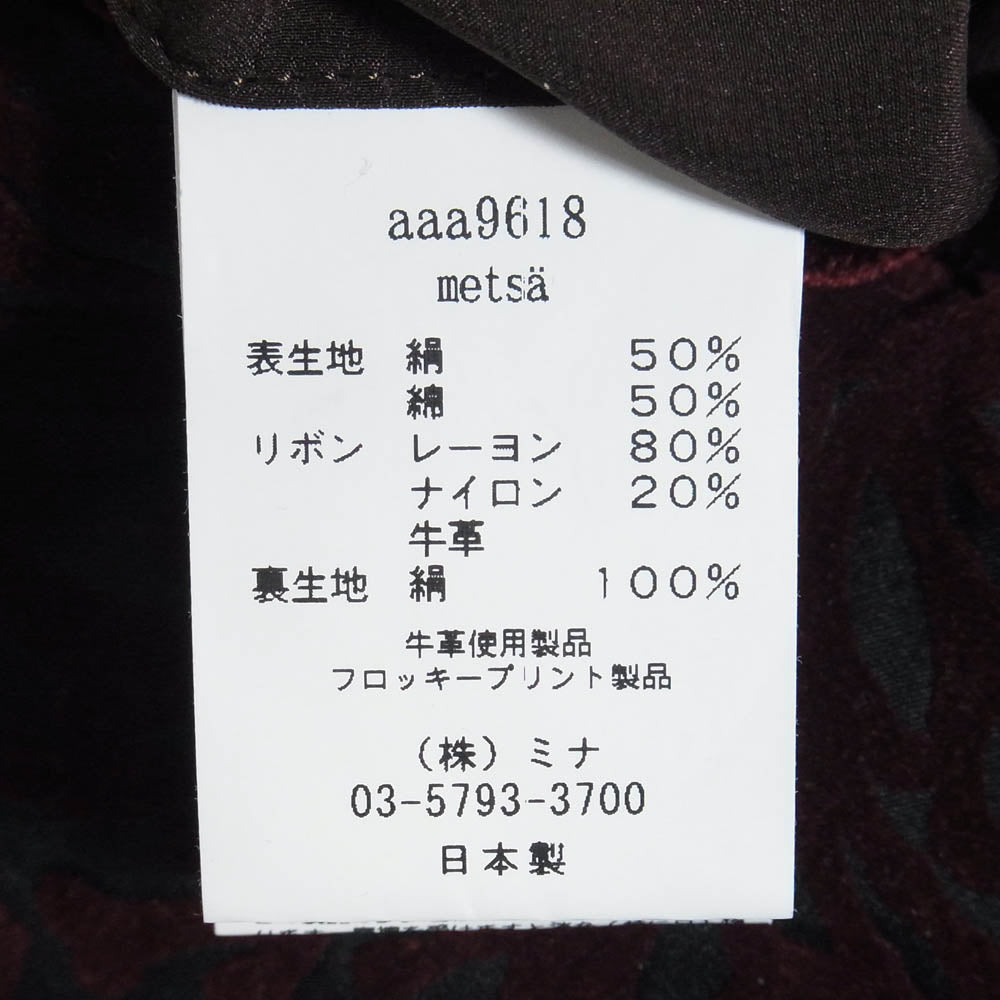 aaa9618
metsä
表生地 絹 50%
綿 50%
リボン レーヨン 80%
ナイロン 20%
牛革
裏生地 絹 100%
牛革使用製品
フロッキープリント製品
(株)ミナ
03-5793-3700
日本製